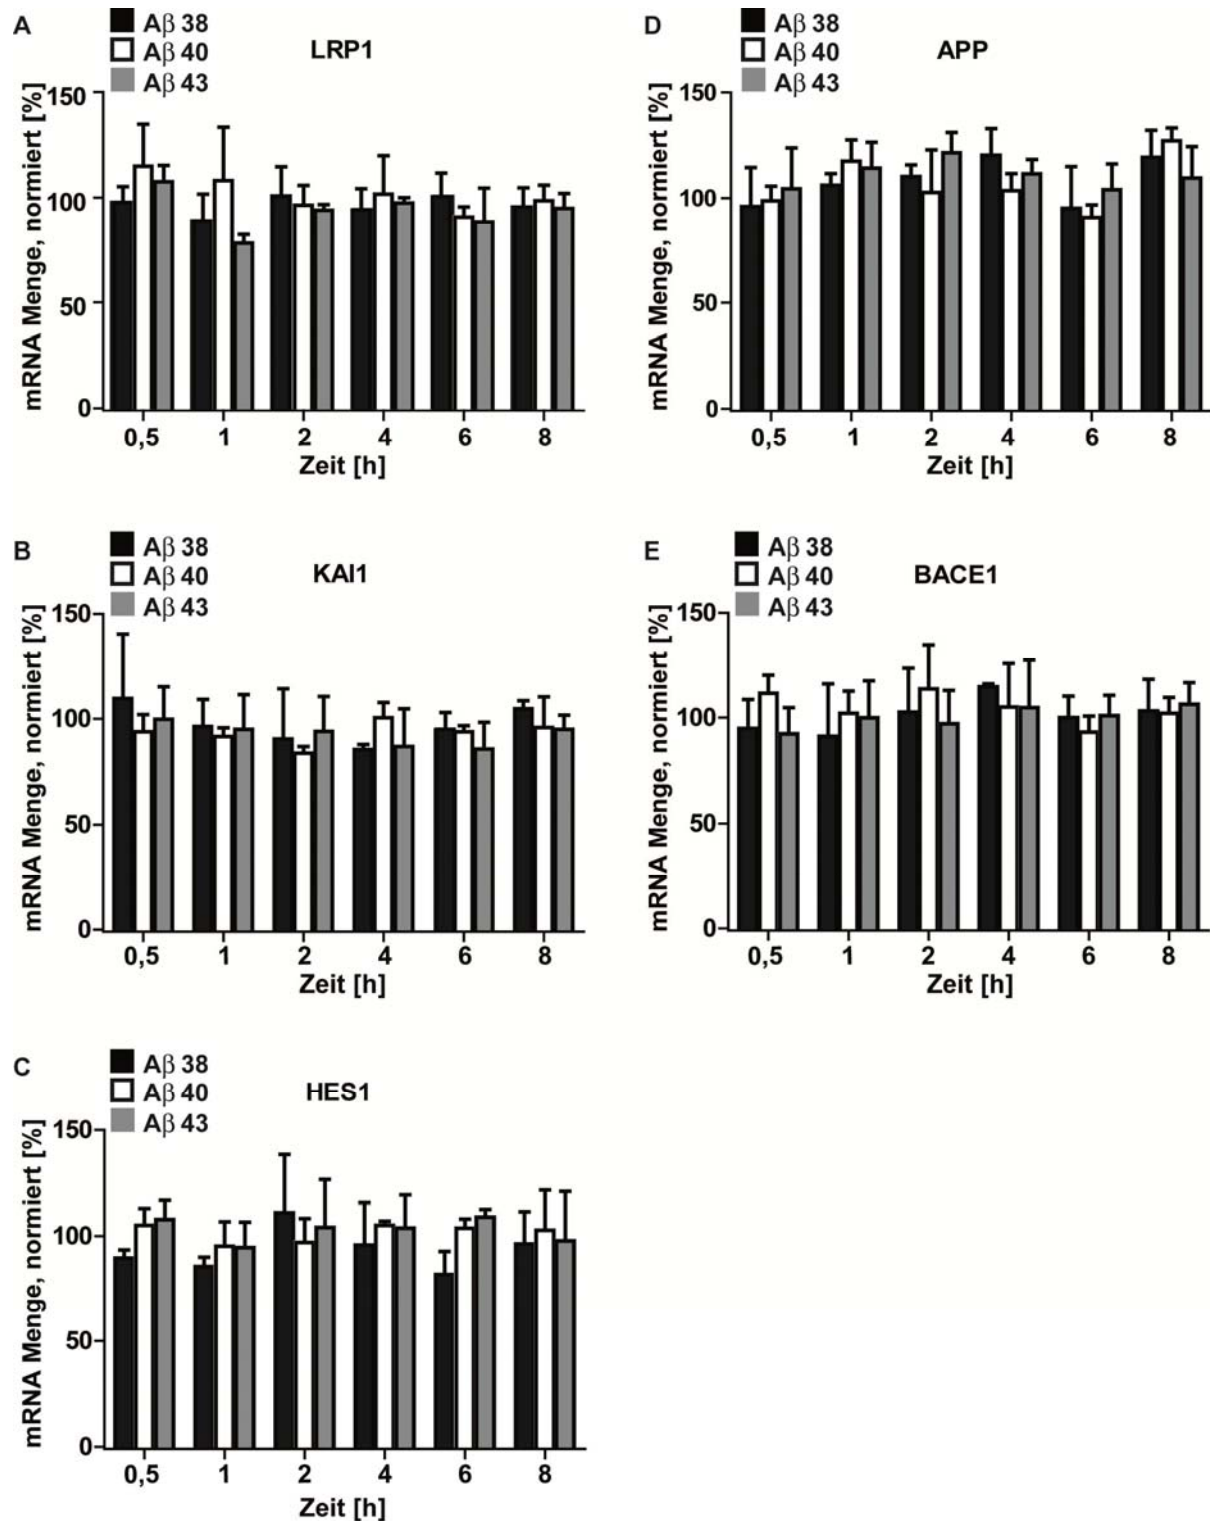 A
Aβ 38
Aβ 40
Aβ 43
LRP1
mRNA Menge, normiert [%]
150
100
50
0
0,5 1 2 4 6 8
Zeit [h]
D
Aβ 38
Aβ 40
Aβ 43
APP
mRNA Menge, normiert [%]
150
100
50
0
0,5 1 2 4 6 8
Zeit [h]
B
Aβ 38
Aβ 40
Aβ 43
KAI1
mRNA Menge, normiert [%]
150
100
50
0
0,5 1 2 4 6 8
Zeit [h]
E
Aβ 38
Aβ 40
Aβ 43
BACE1
mRNA Menge, normiert [%]
150
100
50
0
0,5 1 2 4 6 8
Zeit [h]
C
Aβ 38
Aβ 40
Aβ 43
HES1
mRNA Menge, normiert [%]
150
100
50
0
0,5 1 2 4 6 8
Zeit [h]